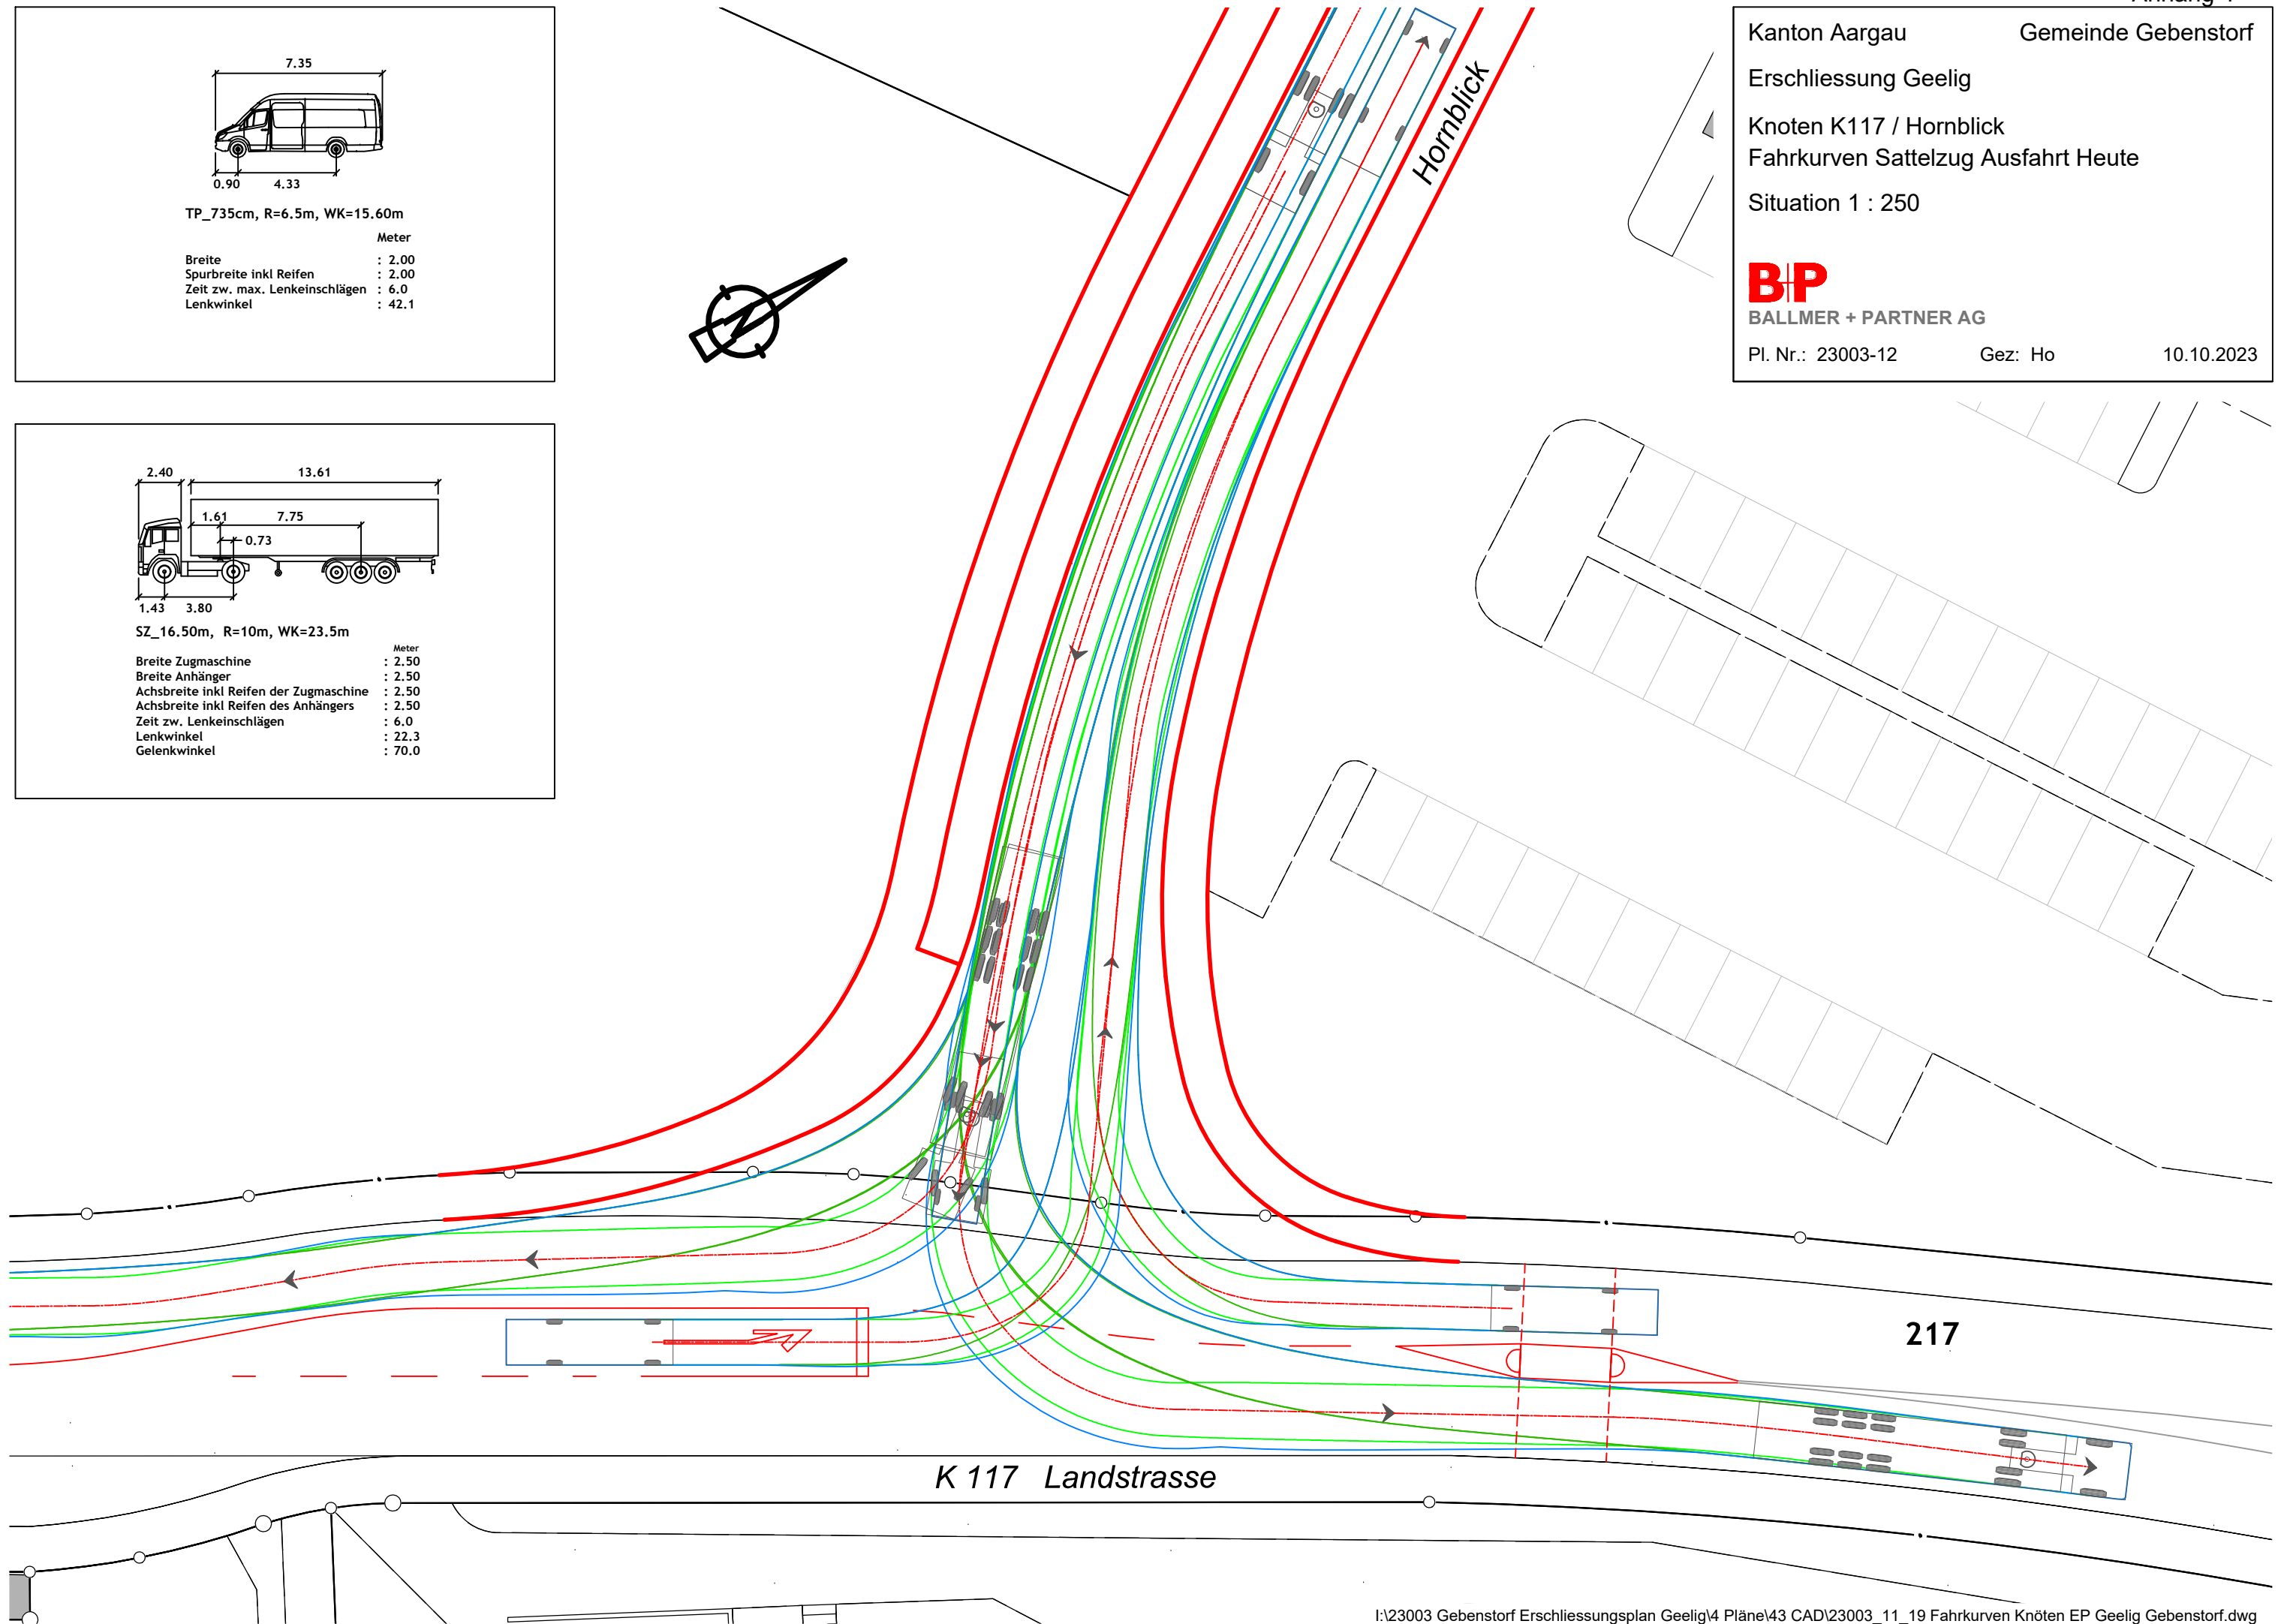 Kanton Aargau Gemeinde Gebenstorf
Erschliessung Geelig
Knoten K117 / Hornblick
Fahrkurven Sattelzug Ausfahrt Heute
Situation 1 : 250
B+P
BALLMER + PARTNER AG
Pl. Nr.: 23003-12 Gez: Ho 10.10.2023
7.35
0.90 4.33
TP_735cm, R=6.5m, WK=15.60m
Meter
Breite : 2.00
Spurbreite inkl Reifen : 2.00
Zeit zw. max. Lenkeinschlägen : 6.0
Lenkwinkel : 42.1
2.40 13.61
1.61 7.75
0.73
1.43 3.80
SZ_16.50m, R=10m, WK=23.5m
Meter
Breite Zugmaschine : 2.50
Breite Anhänger : 2.50
Achsbreite inkl Reifen der Zugmaschine : 2.50
Achsbreite inkl Reifen des Anhängers : 2.50
Zeit zw. Lenkeinschlägen : 6.0
Lenkwinkel : 22.3
Gelenkwinkel : 70.0
N
Hornblick
217
K 117 Landstrasse
I:\23003 Gebenstorf Erschliessungsplan Geelig\4 Pläne\43 CAD\23003_11_19 Fahrkurven Knöten EP Geelig Gebenstorf.dwg